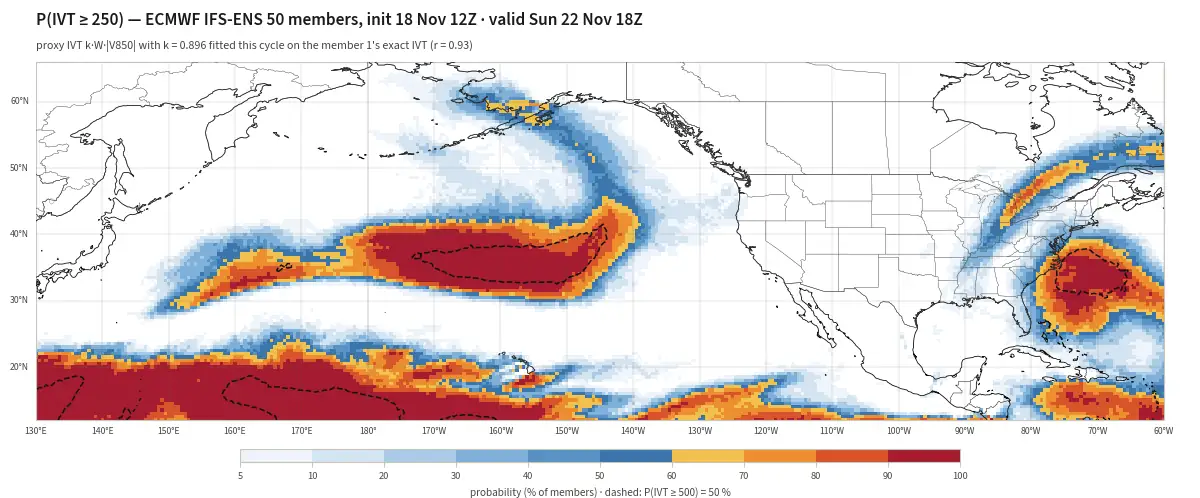 P(IVT ≥ 250) — ECMWF IFS-ENS 50 members, init 18 Nov 12Z · valid Sun 22 Nov 18Z
proxy IVT k·W·|V850| with k = 0.896 fitted this cycle on the member 1's exact IVT (r = 0.93)
60°N
50°N
40°N
30°N
20°N
130°E 140°E 150°E 160°E 170°E 180° 170°W 160°W 150°W 140°W 130°W 120°W 110°W 100°W 90°W 80°W 70°W 60°W
5 10 20 30 40 50 60 70 80 90 100
probability (% of members) · dashed: P(IVT ≥ 500) = 50 %